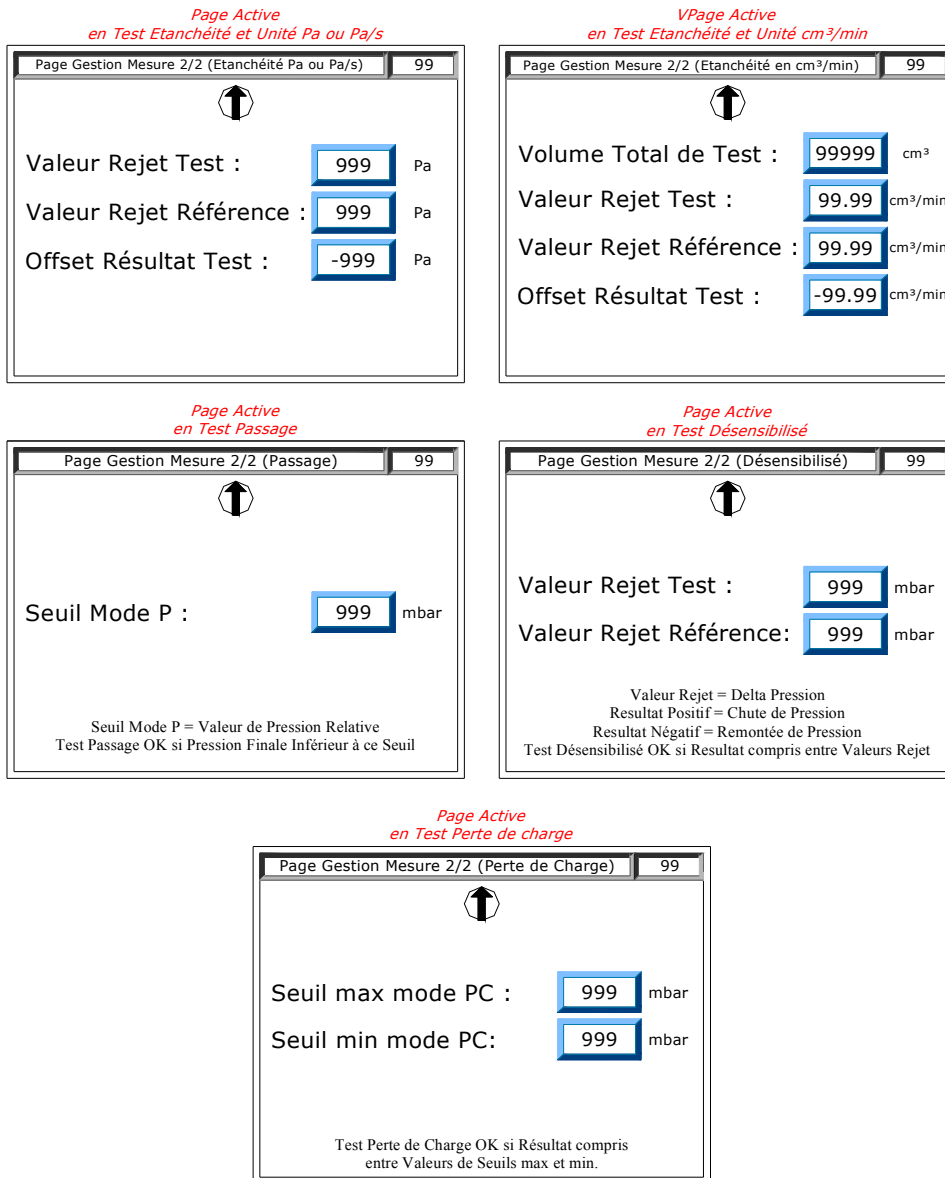 Page Active
en Test Etanchéité et Unité Pa ou Pa/s
Page Gestion Mesure 2/2 (Etanchéité Pa ou Pa/s) 99
Valeur Rejet Test : 999 Pa
Valeur Rejet Référence : 999 Pa
Offset Résultat Test : -999 Pa
VPage Active
en Test Etanchéité et Unité cm³/min
Page Gestion Mesure 2/2 (Etanchéité en cm³/min) 99
Volume Total de Test : 99999 cm³
Valeur Rejet Test : 99.99 cm³/min
Valeur Rejet Référence : 99.99 cm³/min
Offset Résultat Test : -99.99 cm³/min
Page Active
en Test Passage
Page Gestion Mesure 2/2 (Passage) 99
Seuil Mode P : 999 mbar
Seuil Mode P = Valeur de Pression Relative
Test Passage OK si Pression Finale Inférieur à ce Seuil
Page Active
en Test Désensibilisé
Page Gestion Mesure 2/2 (Désensibilisé) 99
Valeur Rejet Test : 999 mbar
Valeur Rejet Référence: 999 mbar
Valeur Rejet = Delta Pression
Resultat Positif = Chute de Pression
Resultat Négatif = Remontée de Pression
Test Désensibilisé OK si Resultat compris entre Valeurs Rejet
Page Active
en Test Perte de charge
Page Gestion Mesure 2/2 (Perte de Charge) 99
Seuil max mode PC : 999 mbar
Seuil min mode PC: 999 mbar
Test Perte de Charge OK si Résultat compris
entre Valeurs de Seuils max et min.